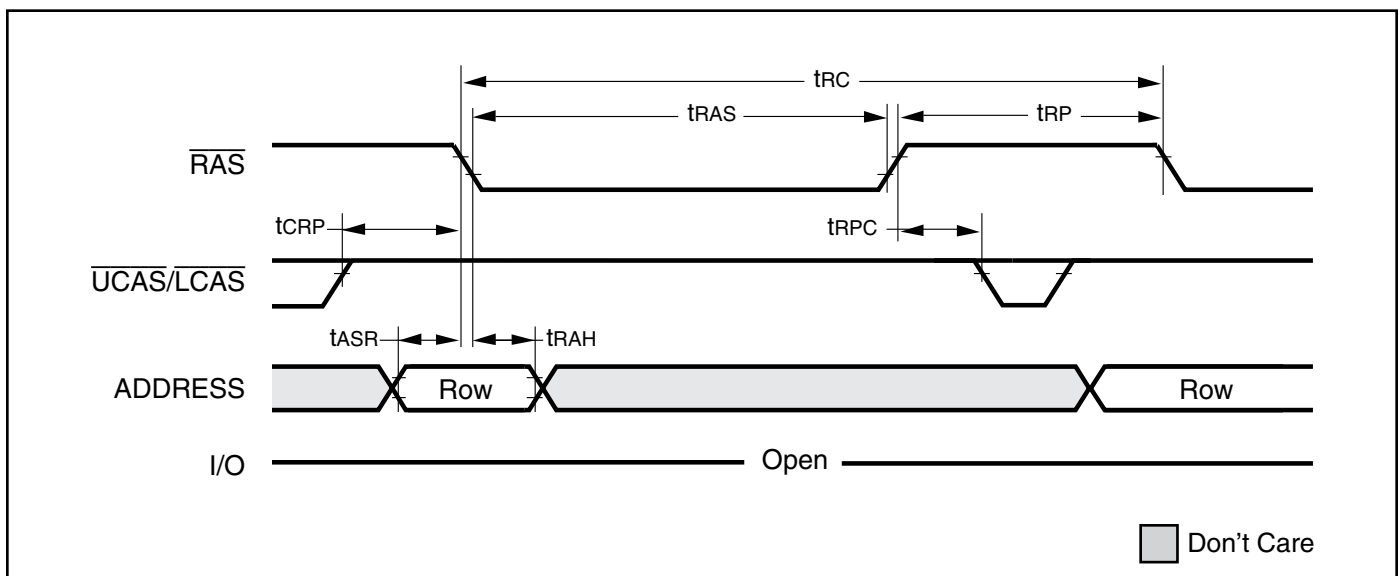 tRC
tRAS
tRP
RAS
tCRP
tRPC
UCAS/LCAS
tASR
tRAH
ADDRESS
Row
Row
I/O
Open
Don't Care